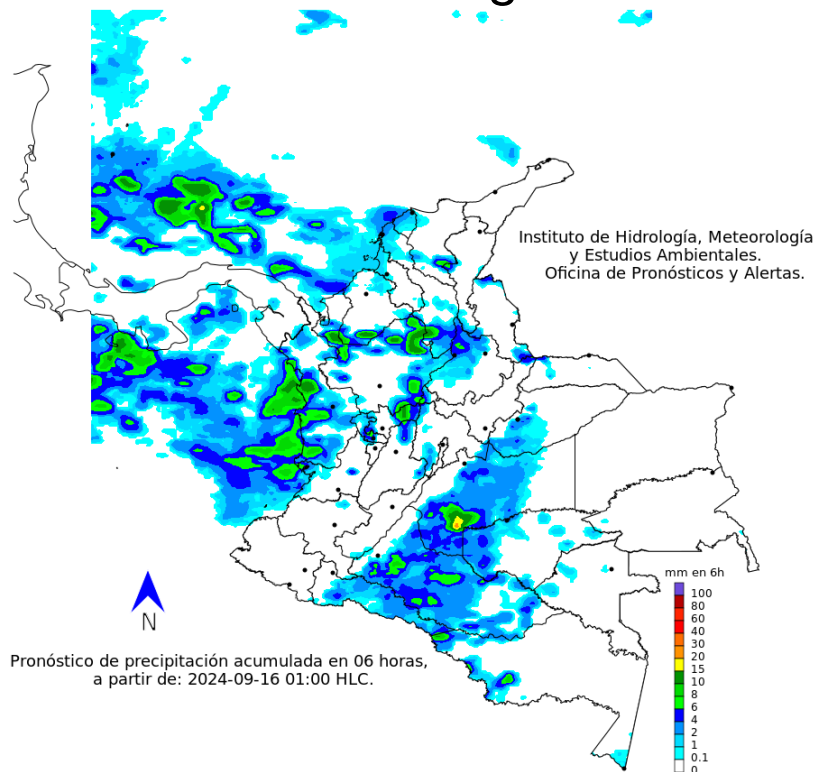 g
Instituto de Hidrología, Meteorología
y Estudios Ambientales.
Oficina de Pronósticos y Alertas.
mm en 6h
100
80
60
40
30
20
15
10
8
6
4
2
1
0.1
0
N
Pronóstico de precipitación acumulada en 06 horas,
a partir de: 2024-09-16 01:00 HLC.